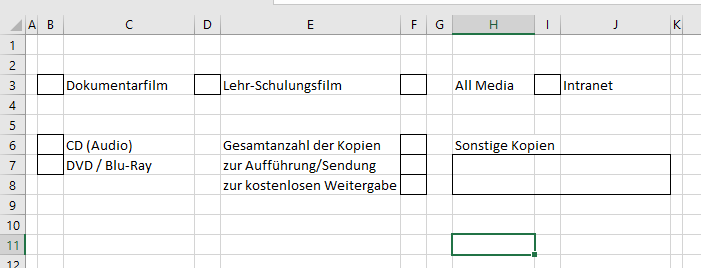 A B C D E F G H I J K
1
2
3 Dokumentarfilm Lehr-Schulungsfilm All Media Intranet
4
5
6 CD (Audio) Gesamtanzahl der Kopien Sonstige Kopien
7 DVD / Blu-Ray zur Aufführung/Sendung
8 zur kostenlosen Weitergabe
9
10
11
12